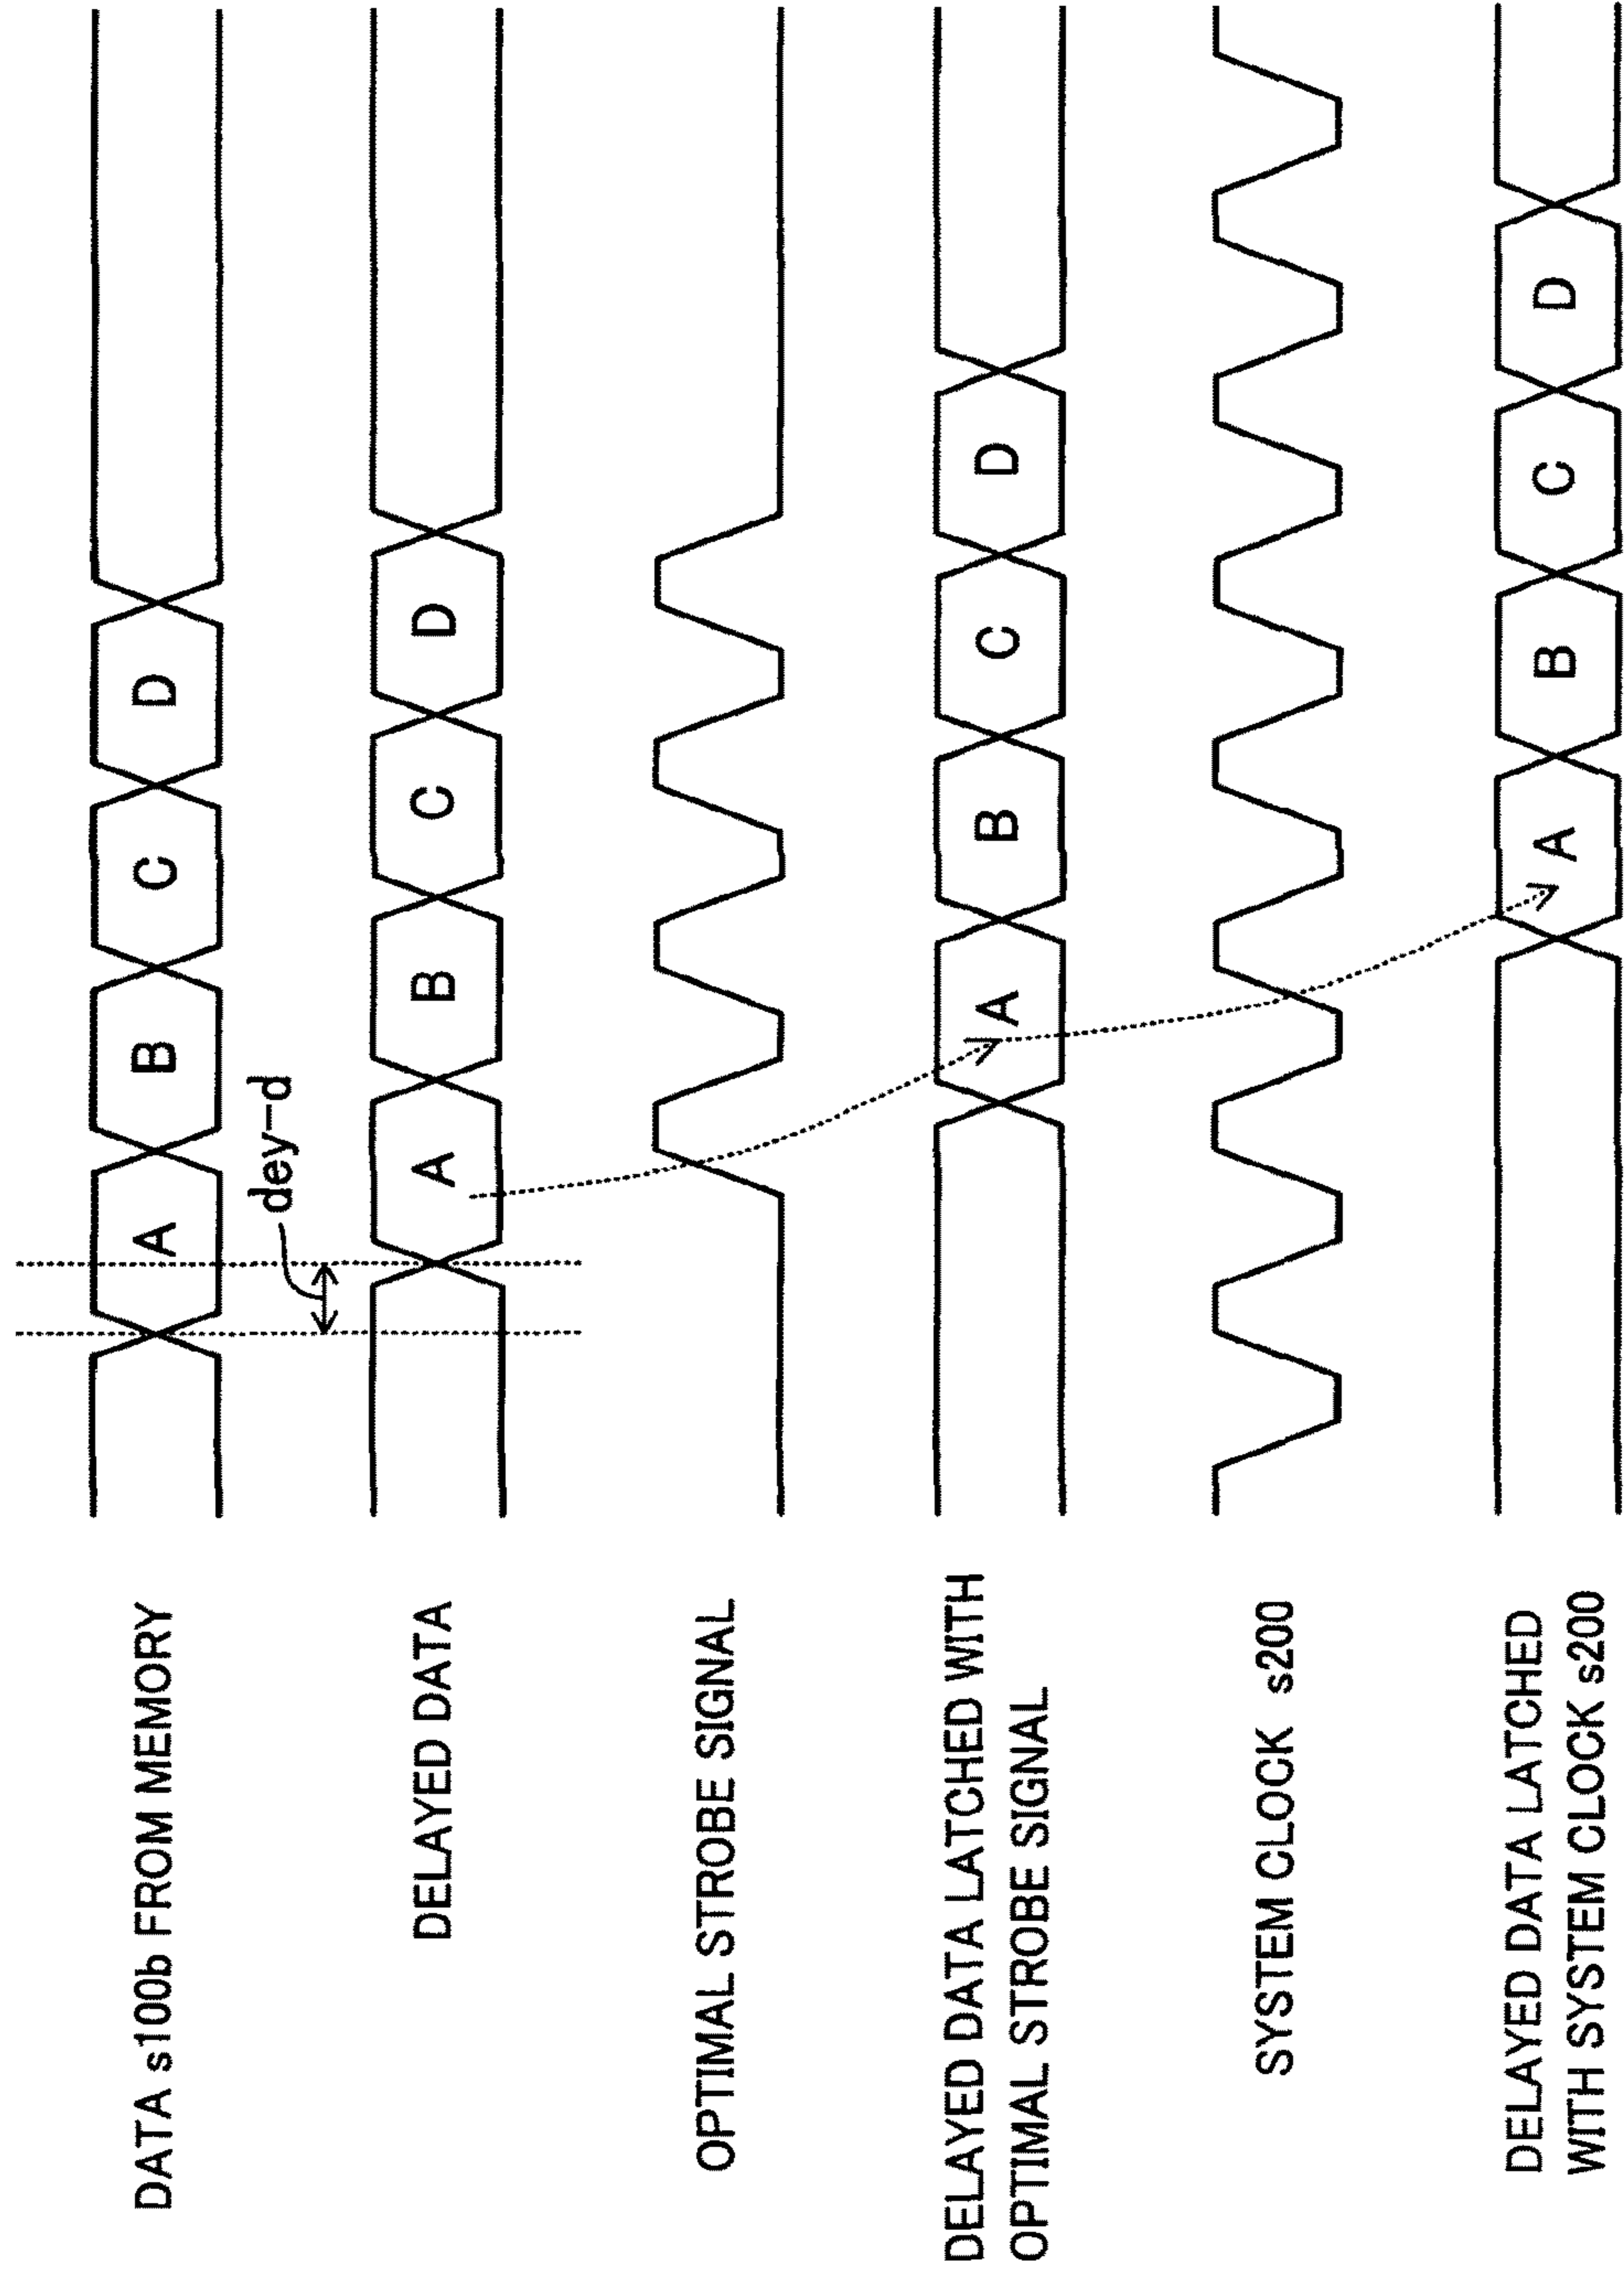 DATA s100b FROM MEMORY
A B C D
dey-d
DELAYED DATA
A B C D
OPTIMAL STROBE SIGNAL
DELAYED DATA LATCHED WITH
OPTIMAL STROBE SIGNAL
A B C D
SYSTEM CLOCK s200
DELAYED DATA LATCHED
WITH SYSTEM CLOCK s200
A B C D